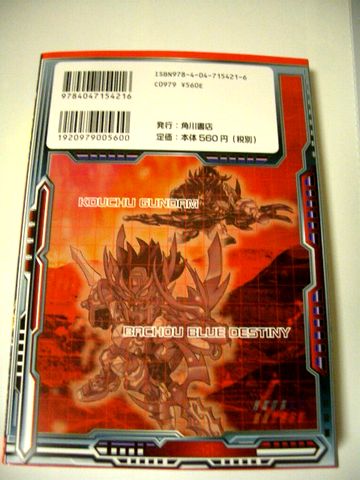 ISBN978-4-04-715421-6
C0979 ¥560E
9784047154216
1920979005600
発行：角川書店
定価：本体560円（税別）
KOUCHU GUNDAM
BACHOU BLUE DESTINY